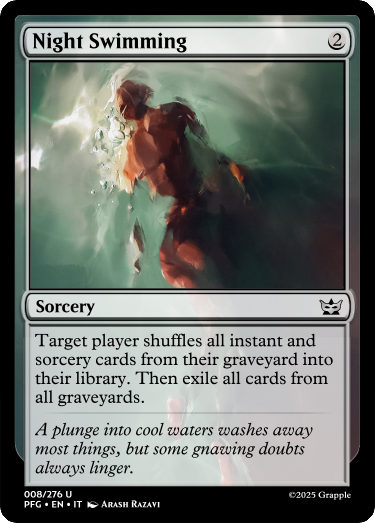 Night Swimming
2
Sorcery
Target player shuffles all instant and
sorcery cards from their graveyard into
their library. Then exile all cards from
all graveyards.
A plunge into cool waters washes away
most things, but some gnawing doubts
always linger.
008/276 U
PFG • EN • IT Arash Razavi
©2025 Grapple